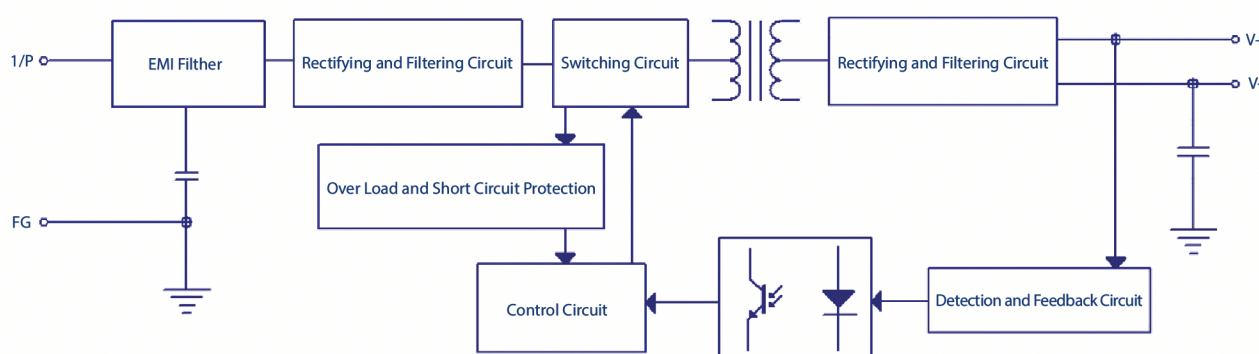 1/P
EMI Filther
Rectifying and Filtering Circuit
Switching Circuit
Rectifying and Filtering Circuit
V-
V-
Over Load and Short Circuit Protection
FG
Control Circuit
Detection and Feedback Circuit